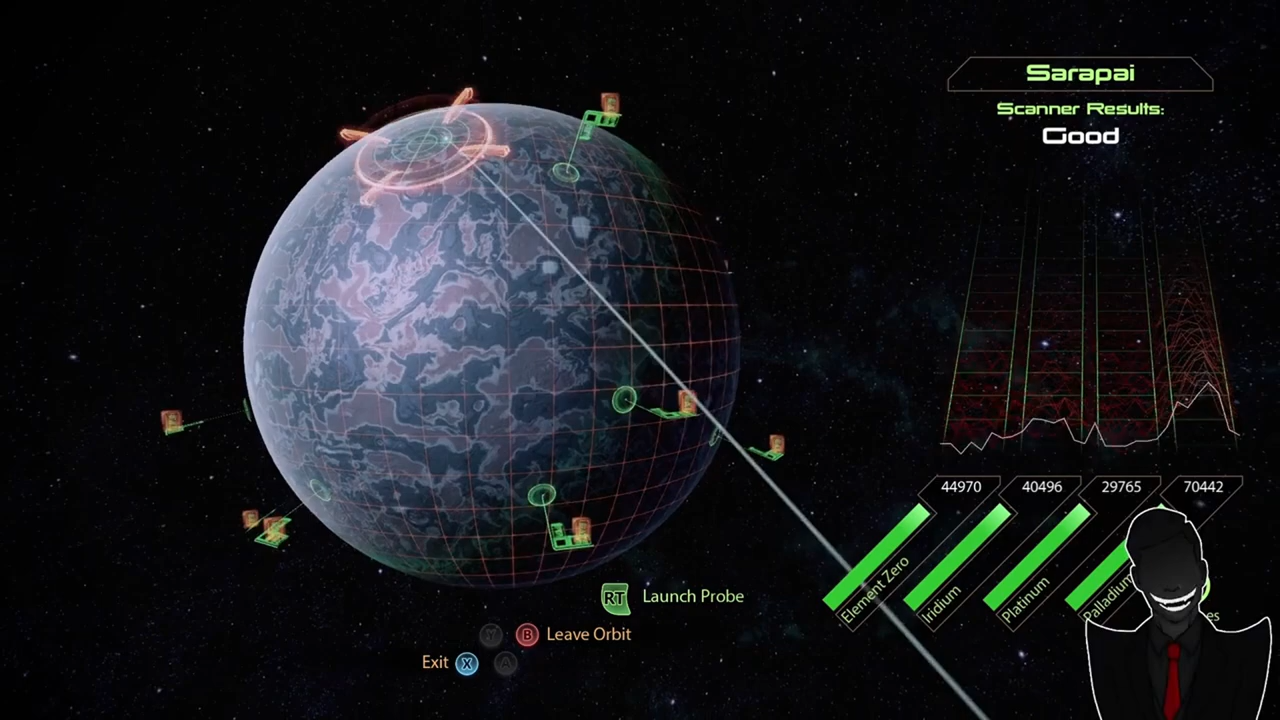 Sarapai
Scanner Results:
Good
44970 40496 29765 70442
Element Zero
Iridium
Platinum
Palladium
es
RT Launch Probe
Y B Leave Orbit
Exit X A